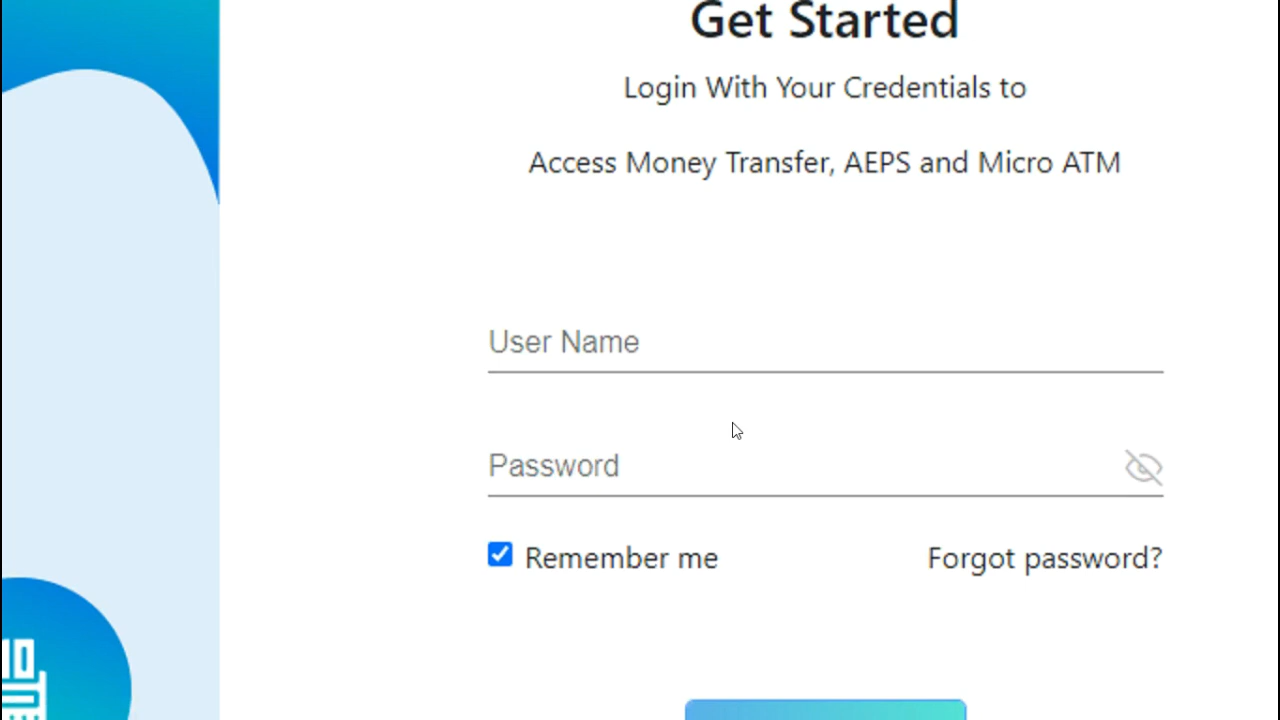 Get Started
Login With Your Credentials to
Access Money Transfer, AEPS and Micro ATM
User Name
Password
Remember me
Forgot password?